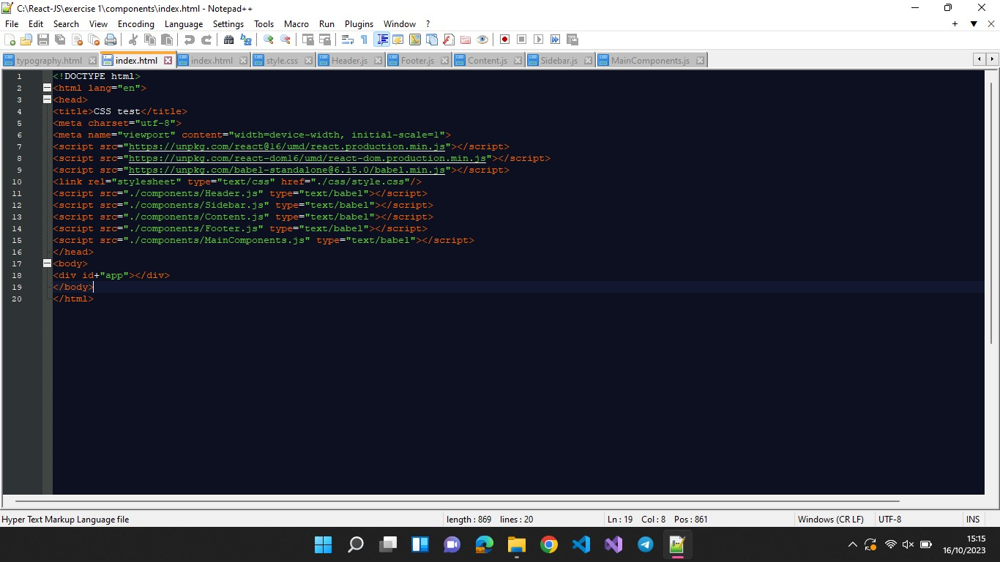 C:\React-JS\exercise 1\components\index.html - Notepad++
File Edit Search View Encoding Language Settings Tools Macro Run Plugins Window ?
typography.html index.html index.html style.css Header.js Footer.js Content.js Sidebar.js MainComponents.js
1 <!DOCTYPE html>
2 <html lang="en">
3 <head>
4 <title>CSS test</title>
5 <meta charset="utf-8">
6 <meta name="viewport" content="width=device-width, initial-scale=1">
7 <script src="https://unpkg.com/react@16/umd/react.production.min.js"></script>
8 <script src="https://unpkg.com/react-dom16/umd/react-dom.production.min.js"></script>
9 <script src="https://unpkg.com/babel-standalone@6.15.0/babel.min.js"></script>
10 <link rel="stylesheet" type="text/css" href="./css/style.css"/>
11 <script src="./components/Header.js" type="text/babel"></script>
12 <script src="./components/Sidebar.js" type="text/babel"></script>
13 <script src="./components/Content.js" type="text/babel"></script>
14 <script src="./components/Footer.js" type="text/babel"></script>
15 <script src="./components/MainComponents.js" type="text/babel"></script>
16 </head>
17 <body>
18 <div id+"app"></div>
19 </body>
20 </html>
Hyper Text Markup Language file length : 869 lines : 20 Ln : 19 Col : 8 Pos : 861 Windows (CR LF) UTF-8 INS
15:15
16/10/2023